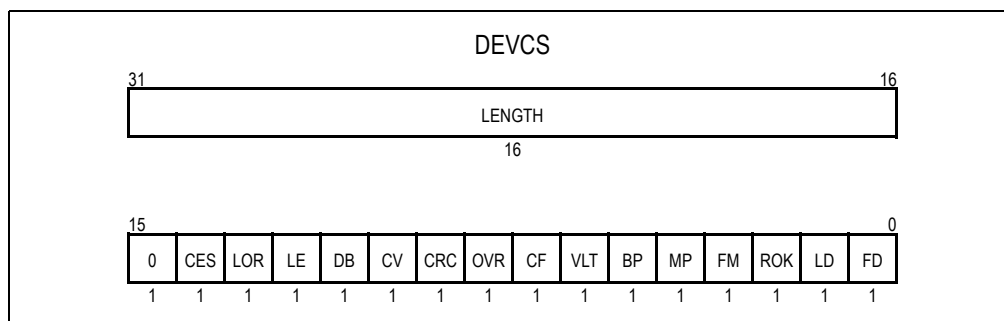 DEVCS
31 16
LENGTH
16
15 0
0 CES LOR LE DB CV CRC OVR CF VLT BP MP FM ROK LD FD
1 1 1 1 1 1 1 1 1 1 1 1 1 1 1 1